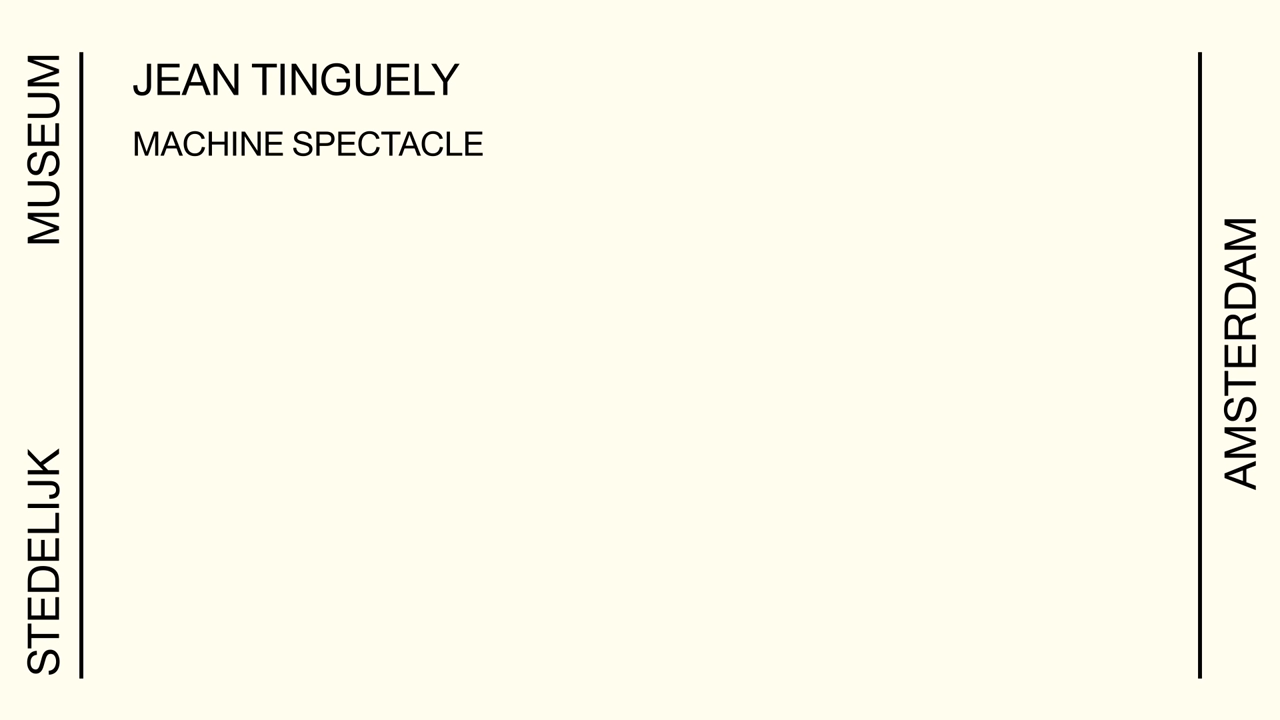 JEAN TINGUELY
MACHINE SPECTACLE
STEDELIJK MUSEUM
AMSTERDAM